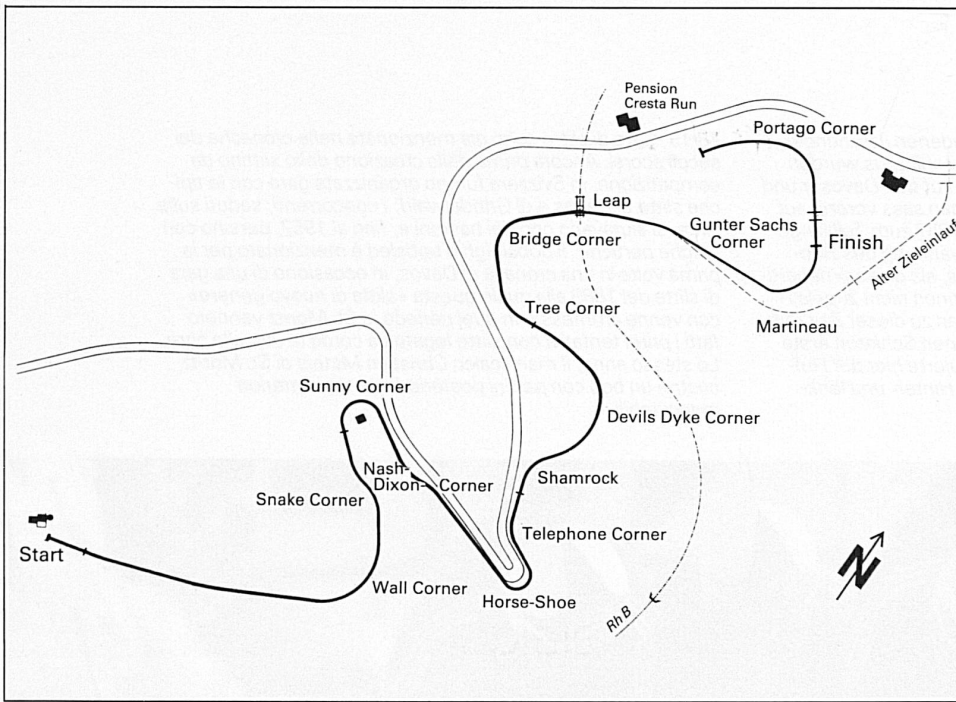 Pension
Cresta Run
Portago Corner
Leap
Gunter Sachs
Corner
Finish
Bridge Corner
Alter Zieleinlauf
Tree Corner
Martineau
Sunny Corner
Devils Dyke Corner
Nash-
Dixon-Corner
Shamrock
Snake Corner
Telephone Corner
Start
Wall Corner
Horse-Shoe
RhB
N